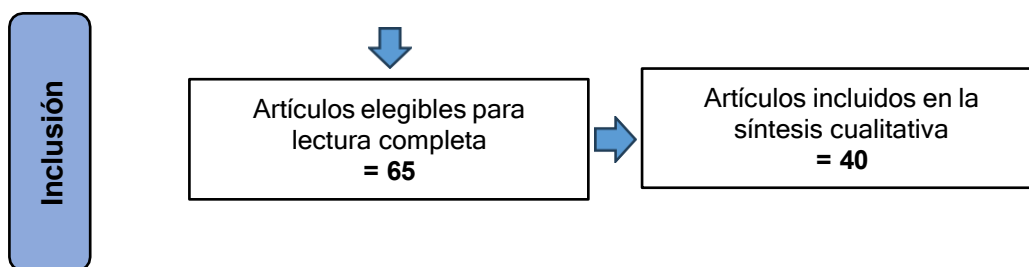 Inclusión
Artículos elegibles para
lectura completa
= 65
Artículos incluidos en la
síntesis cualitativa
= 40